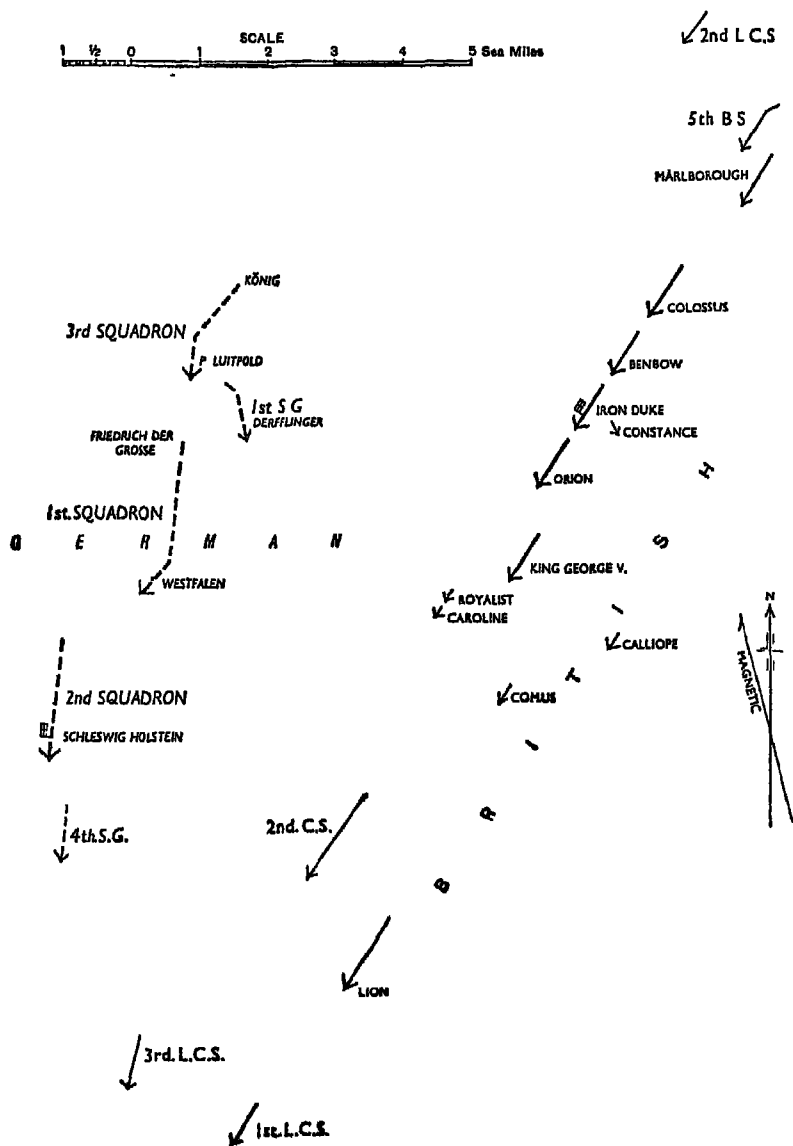 SCALE
1 ½ 0 1 2 3 4 5 Sea Miles
2nd L C.S
5th B S
MARLBOROUGH
KÖNIG
COLOSSUS
3rd SQUADRON
P LUITPOLD
BENBOW
1st S G
DERFFLINGER
IRON DUKE
CONSTANCE
FRIEDRICH DER
GROSSE
ORION
1st. SQUADRON
GERMAN
BRITISH
WESTFALEN
KING GEORGE V.
ROYALIST
CAROLINE
CALLIOPE
N
MAGNETIC
2nd SQUADRON
COMUS
SCHLESWIG HOLSTEIN
2nd. C.S.
4th. S.G.
LION
3rd. L.C.S.
1st. L.C.S.